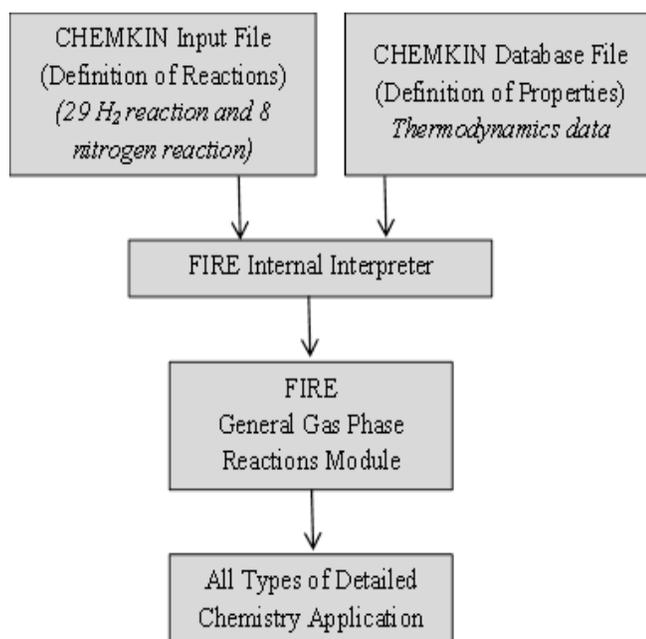 CHEMKIN Input File
(Definition of Reactions)
(29 H₂ reaction and 8
nitrogen reaction)
CHEMKIN Database File
(Definition of Properties)
Thermodynamics data
FIRE Internal Interpreter
FIRE
General Gas Phase
Reactions Module
All Types of Detailed
Chemistry Application